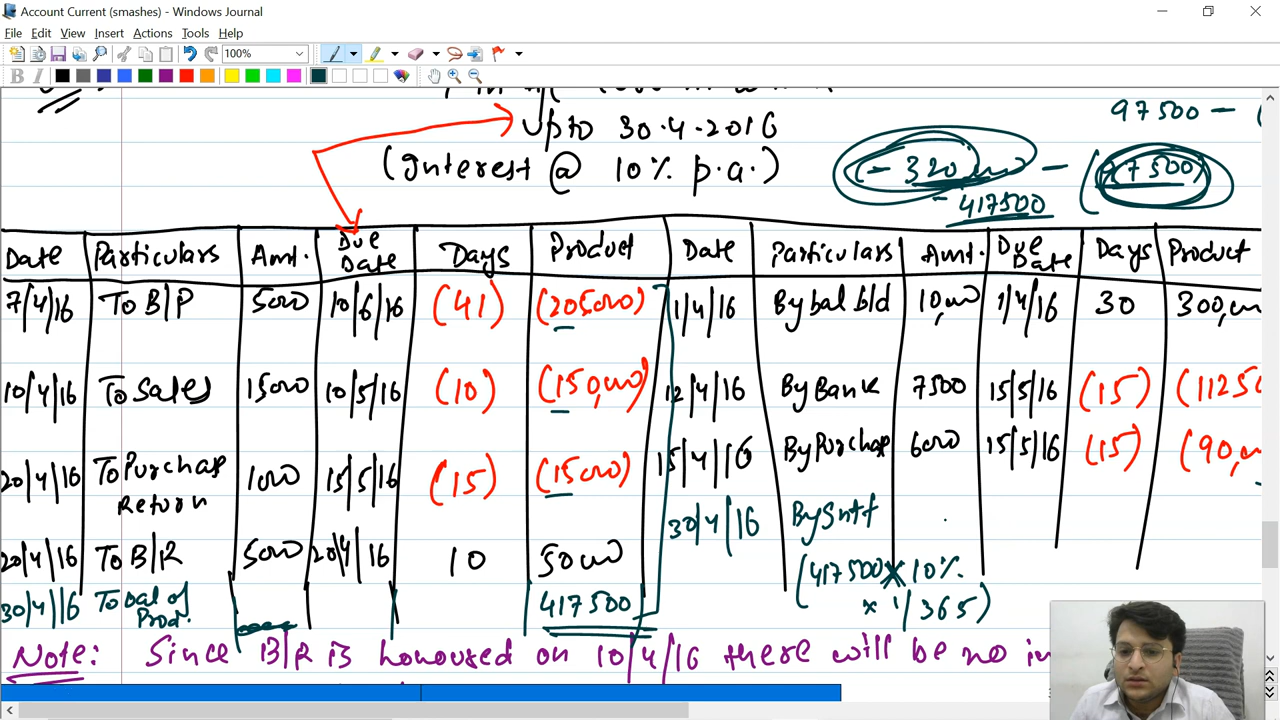 Account Current (smashes) - Windows Journal
File Edit View Insert Actions Tools Help
100%
B I
upto 30.4.2016
(Interest @ 10% p.a.)
97500 - (
(- 320,000) - (97500)
- 417500
Date Particulars Amt. Due Date Days Product Date Particulars Amt. Due Date Days Product
7/4/16 To B/P 5000 10/6/16 (41) (205000) 1/4/16 By bal b/d 10,000 1/4/16 30 300,000
10/4/16 To Sales 15000 10/5/16 (10) (150,000) 12/4/16 By Bank 7500 15/5/16 (15) (11250
20/4/16 To Purchase Return 1000 15/5/16 (15) (15000) 15/4/16 By Purchase 6000 15/5/16 (15) (90,000
30/4/16 By Intt
20/4/16 To B/R 5000 20/4/16 10 50000 (417500 x 10%
30/4/16 To bal of Prod. 417500 x 1/365)
Note: Since B/R is honoured on 10/4/16 there will be no in